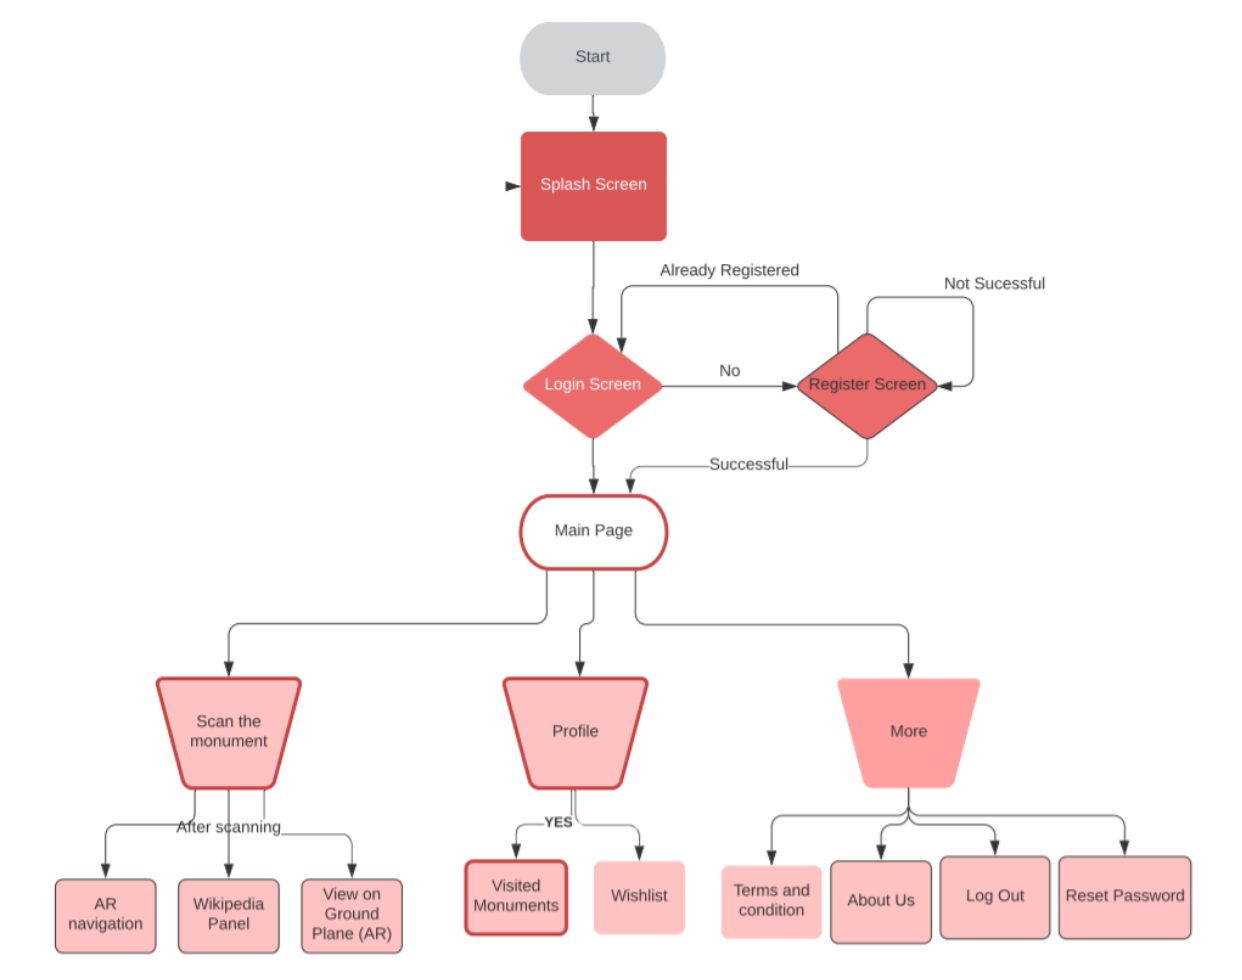 Start
Splash Screen
Already Registered
Not Sucessful
Login Screen
No
Register Screen
Successful
Main Page
Scan the
monument
Profile
More
After scanning
YES
AR
navigation
Wikipedia
Panel
View on
Ground
Plane (AR)
Visited
Monuments
Wishlist
Terms and
condition
About Us
Log Out
Reset Password